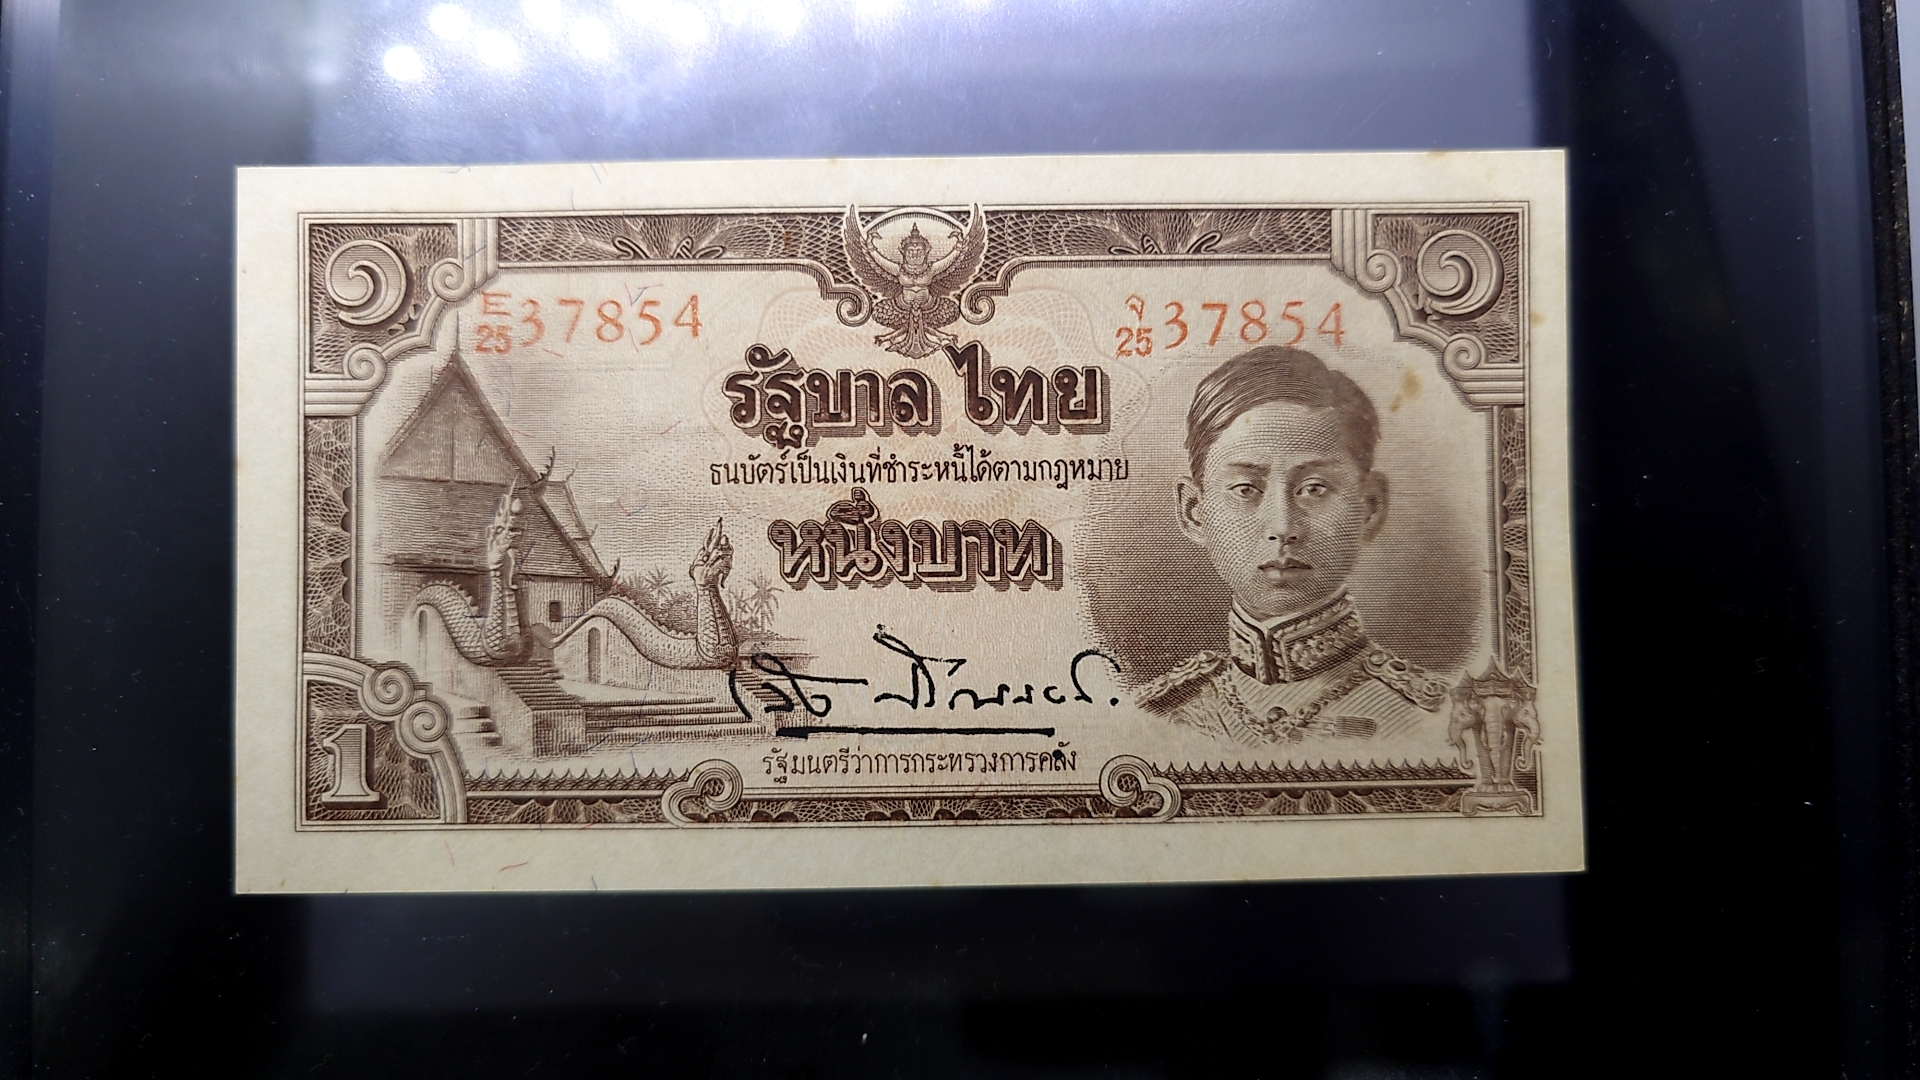 ๑ ๑
E/25 37854 จ/25 37854
รัฐบาล ไทย
ธนบัตร์เป็นเงินที่ชำระหนี้ได้ตามกฎหมาย
หนึ่งบาท
รัฐมนตรีว่าการกระทรวงการคลัง
1